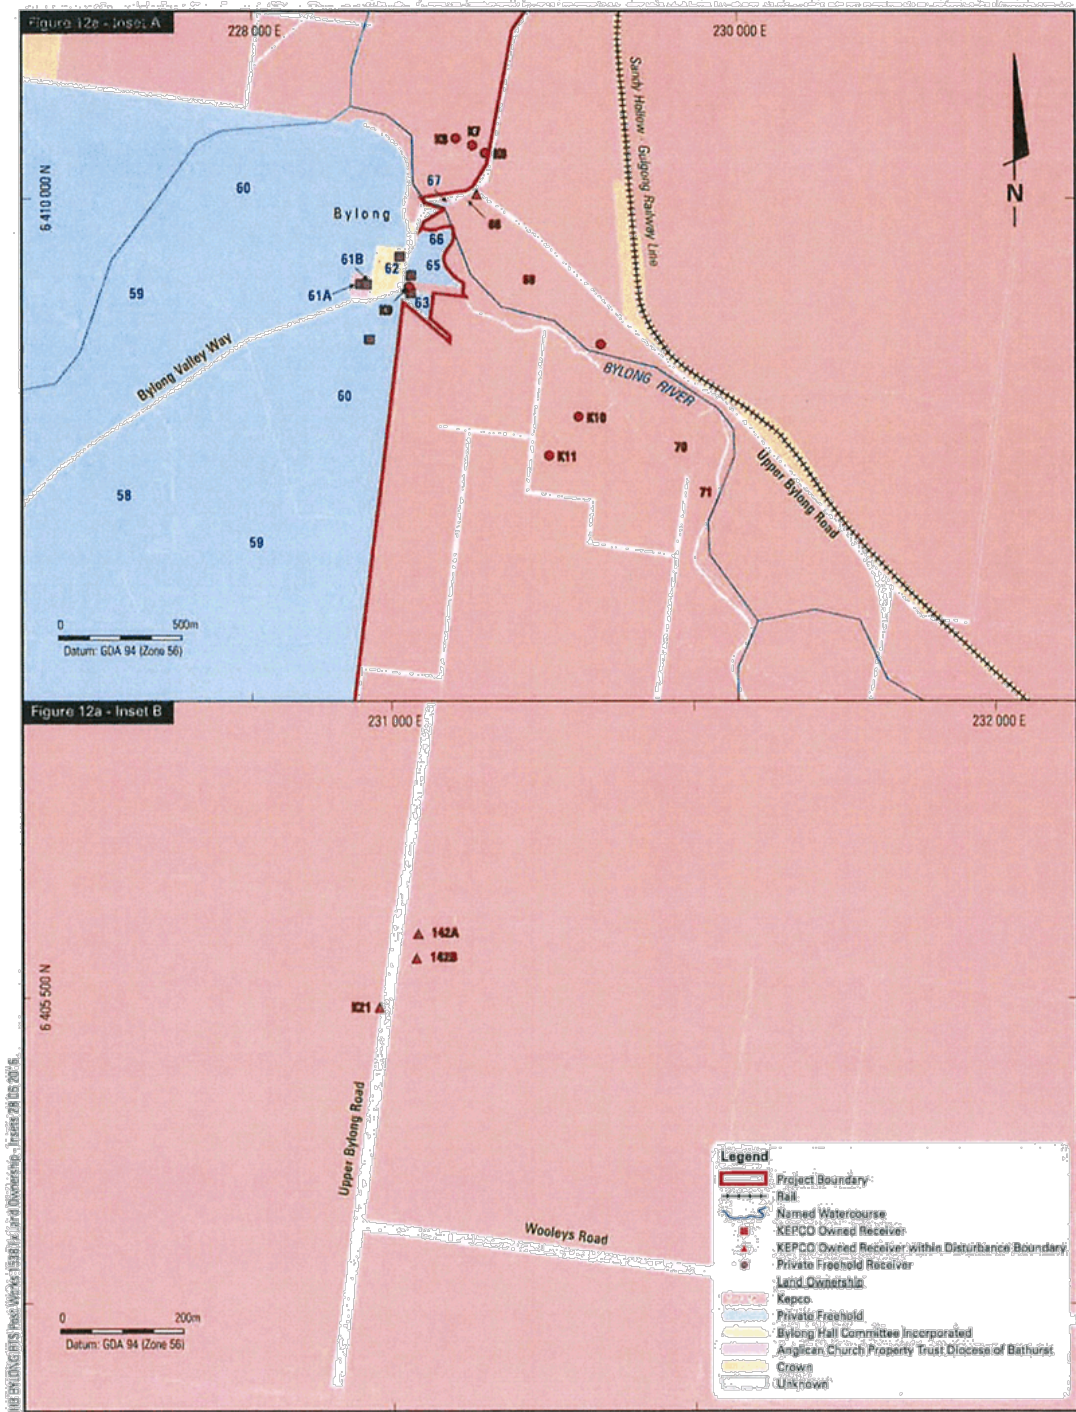 Figure 12a - Inset A
228 000 E
230 000 E
Sandy Hollow - Gulgong Railway Line
K7
K6
N
60
67
6 410 000 N
Bylong
66
66
61B
62
65
68
59
61A
K9
63
Bylong Valley Way
BYLONG RIVER
60
K10
70
K11
Upper Bylong Road
58
71
59
0 500m
Datum: GDA 94 (Zone 56)
Figure 12a - Inset B
231 000 E
232 000 E
142A
142B
6 405 500 N
K21
Upper Bylong Road
Wooleys Road
0 200m
Datum: GDA 94 (Zone 56)
Legend
Project Boundary
Rail
Named Watercourse
KEPCO Owned Receiver
KEPCO Owned Receiver within Disturbance Boundary
Private Freehold Receiver
Land Ownership
Kepco
Private Freehold
Bylong Hall Committee Incorporated
Anglican Church Property Trust Diocese of Bathurst
Crown
Unknown